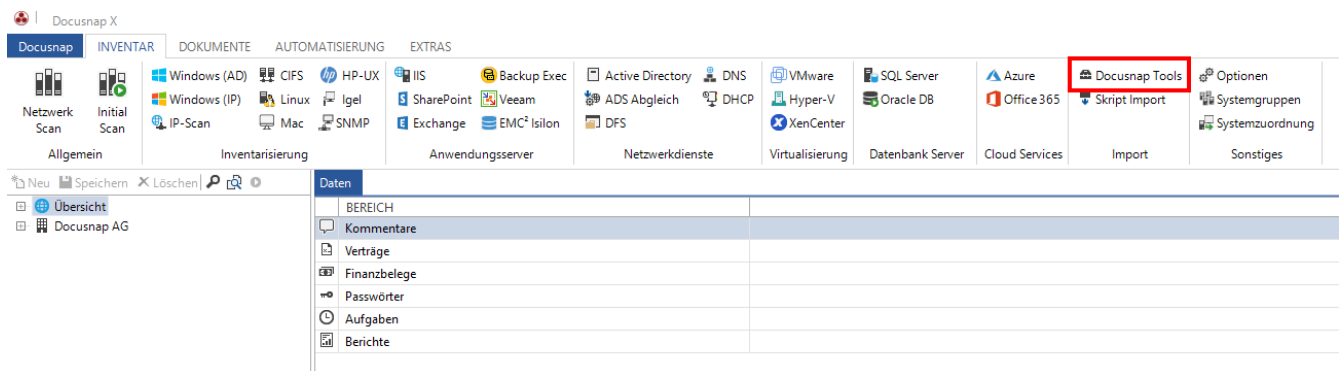 Docusnap X
Docusnap INVENTAR DOKUMENTE AUTOMATISIERUNG EXTRAS
Windows (AD) CIFS HP-UX IIS Backup Exec Active Directory DNS VMware SQL Server Azure Docusnap Tools Optionen
Netzwerk Scan Initial Scan Windows (IP) Linux Igel SharePoint Veeam ADS Abgleich DHCP Hyper-V Oracle DB Office 365 Skript Import Systemgruppen
IP-Scan Mac SNMP Exchange EMC² Isilon DFS XenCenter Systemzuordnung
Allgemein Inventarisierung Anwendungsserver Netzwerkdienste Virtualisierung Datenbank Server Cloud Services Import Sonstiges
Neu Speichern Löschen Daten
Übersicht BEREICH
Docusnap AG Kommentare
Verträge
Finanzbelege
Passwörter
Aufgaben
Berichte